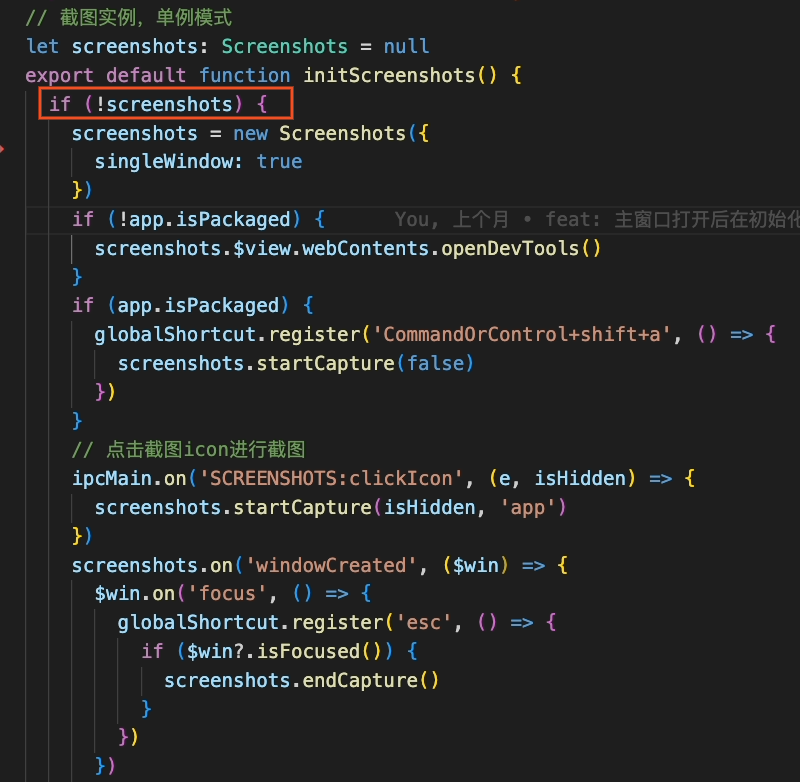 // 截图实例，单例模式
let screenshots: Screenshots = null
export default function initScreenshots() {
if (!screenshots) {
screenshots = new Screenshots({
singleWindow: true
})
if (!app.isPackaged) { You, 上个月 • feat: 主窗口打开后在初始化
screenshots.$view.webContents.openDevTools()
}
if (app.isPackaged) {
globalShortcut.register('CommandOrControl+shift+a', () => {
screenshots.startCapture(false)
})
}
// 点击截图icon进行截图
ipcMain.on('SCREENSHOTS:clickIcon', (e, isHidden) => {
screenshots.startCapture(isHidden, 'app')
})
screenshots.on('windowCreated', ($win) => {
$win.on('focus', () => {
globalShortcut.register('esc', () => {
if ($win?.isFocused()) {
screenshots.endCapture()
}
})
})